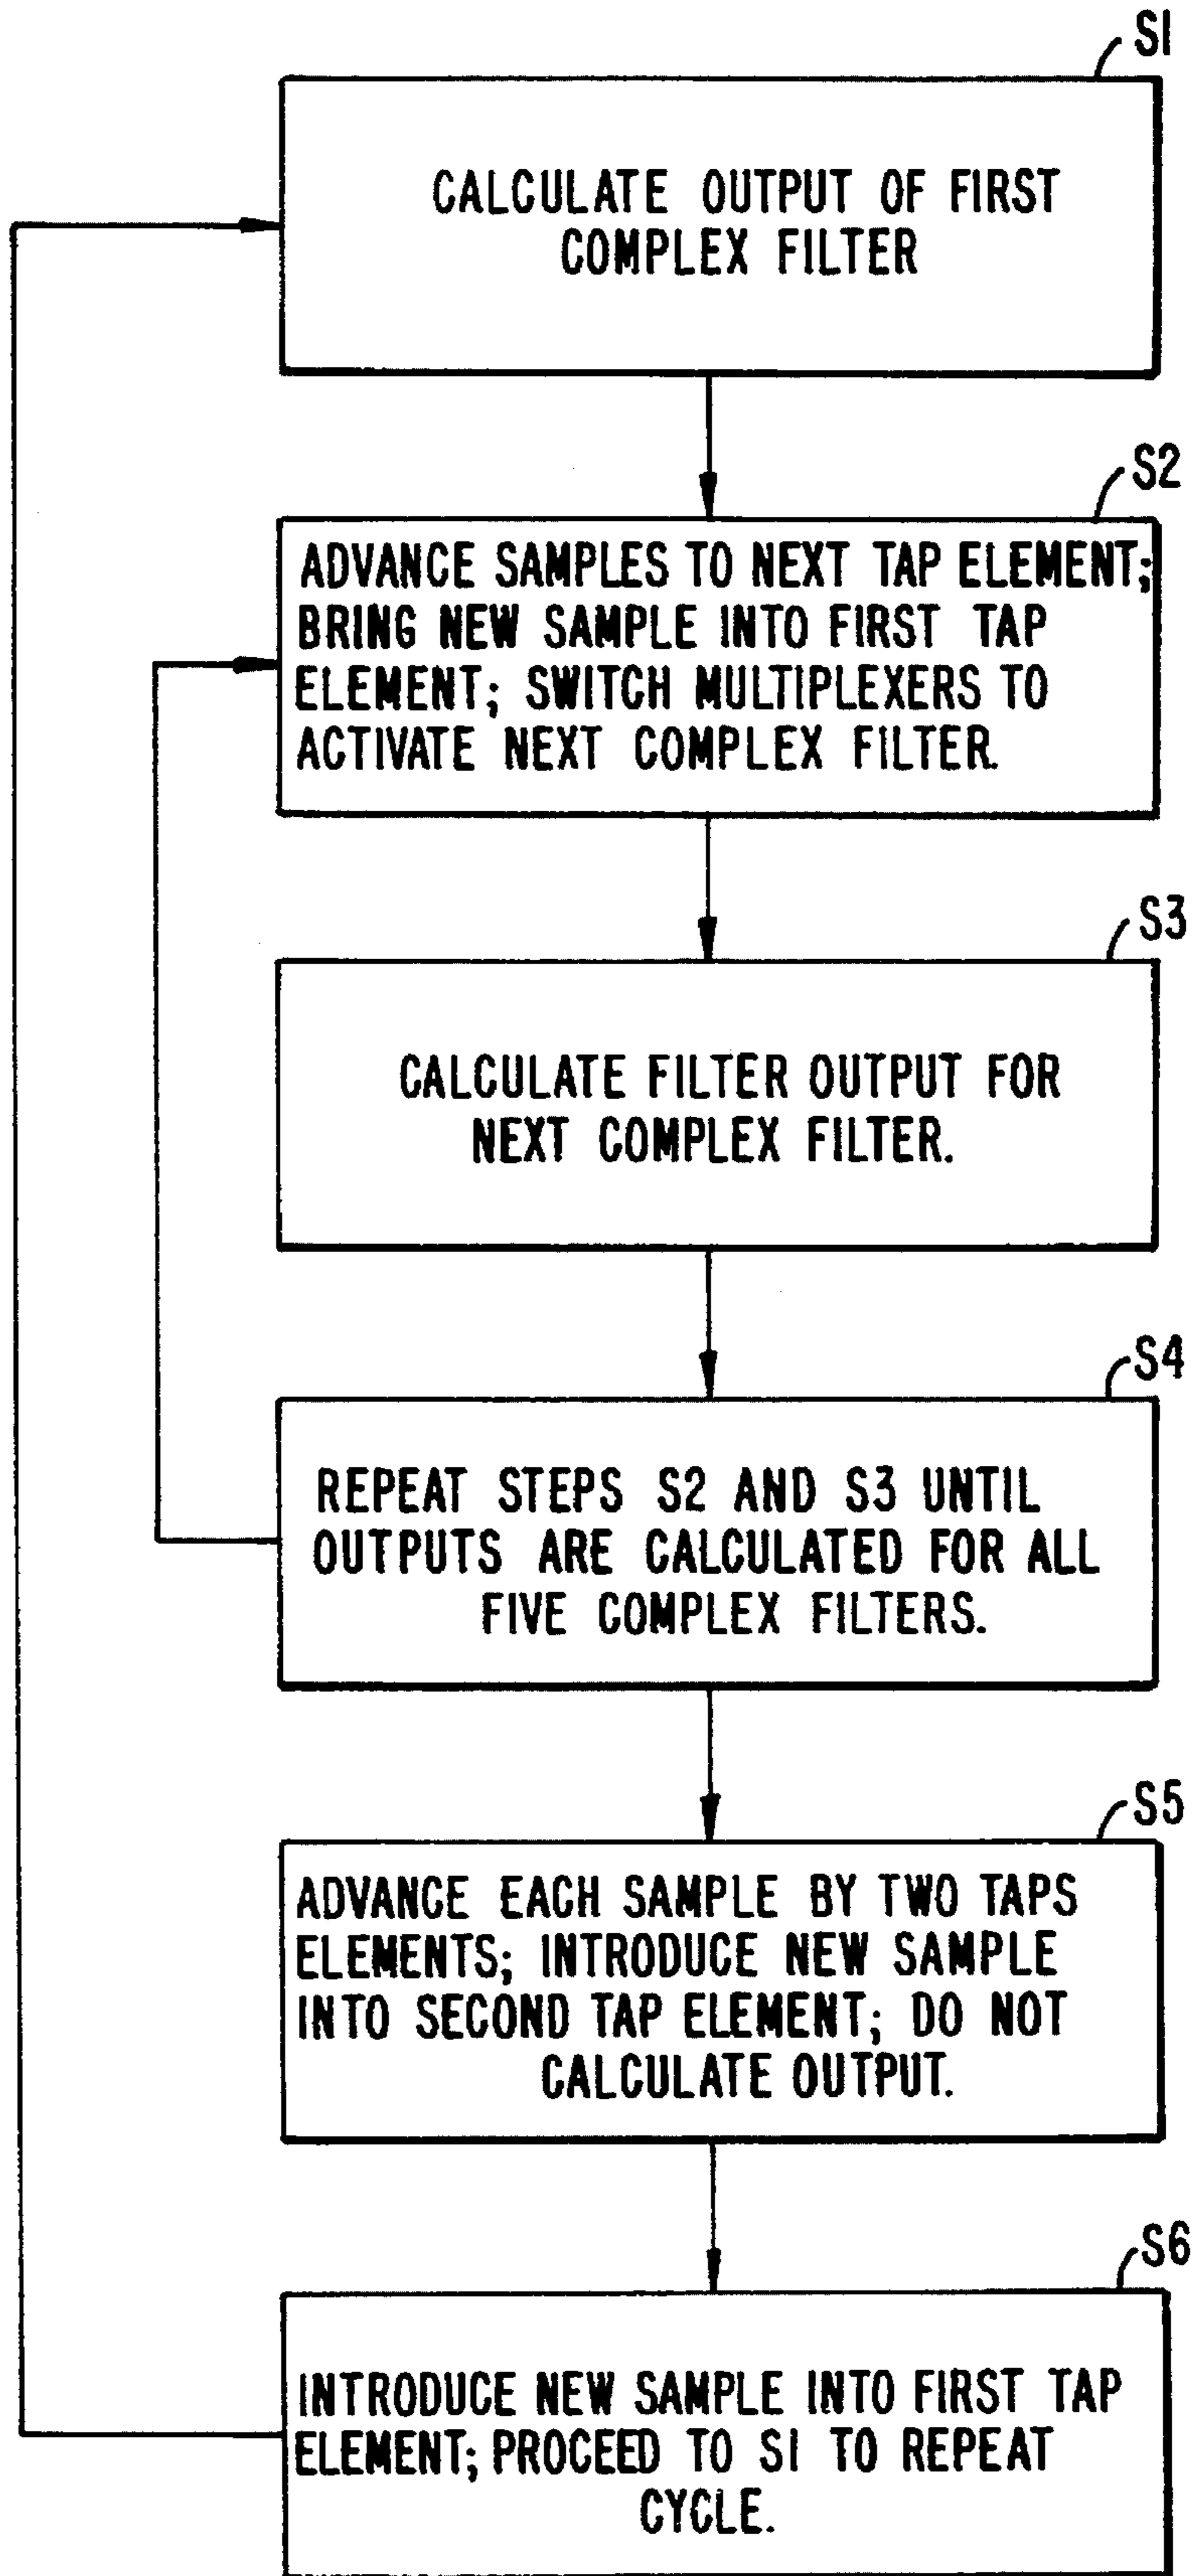 S1
CALCULATE OUTPUT OF FIRST
COMPLEX FILTER
S2
ADVANCE SAMPLES TO NEXT TAP ELEMENT;
BRING NEW SAMPLE INTO FIRST TAP
ELEMENT; SWITCH MULTIPLEXERS TO
ACTIVATE NEXT COMPLEX FILTER.
S3
CALCULATE FILTER OUTPUT FOR
NEXT COMPLEX FILTER.
S4
REPEAT STEPS S2 AND S3 UNTIL
OUTPUTS ARE CALCULATED FOR ALL
FIVE COMPLEX FILTERS.
S5
ADVANCE EACH SAMPLE BY TWO TAPS
ELEMENTS; INTRODUCE NEW SAMPLE
INTO SECOND TAP ELEMENT; DO NOT
CALCULATE OUTPUT.
S6
INTRODUCE NEW SAMPLE INTO FIRST TAP
ELEMENT; PROCEED TO S1 TO REPEAT
CYCLE.